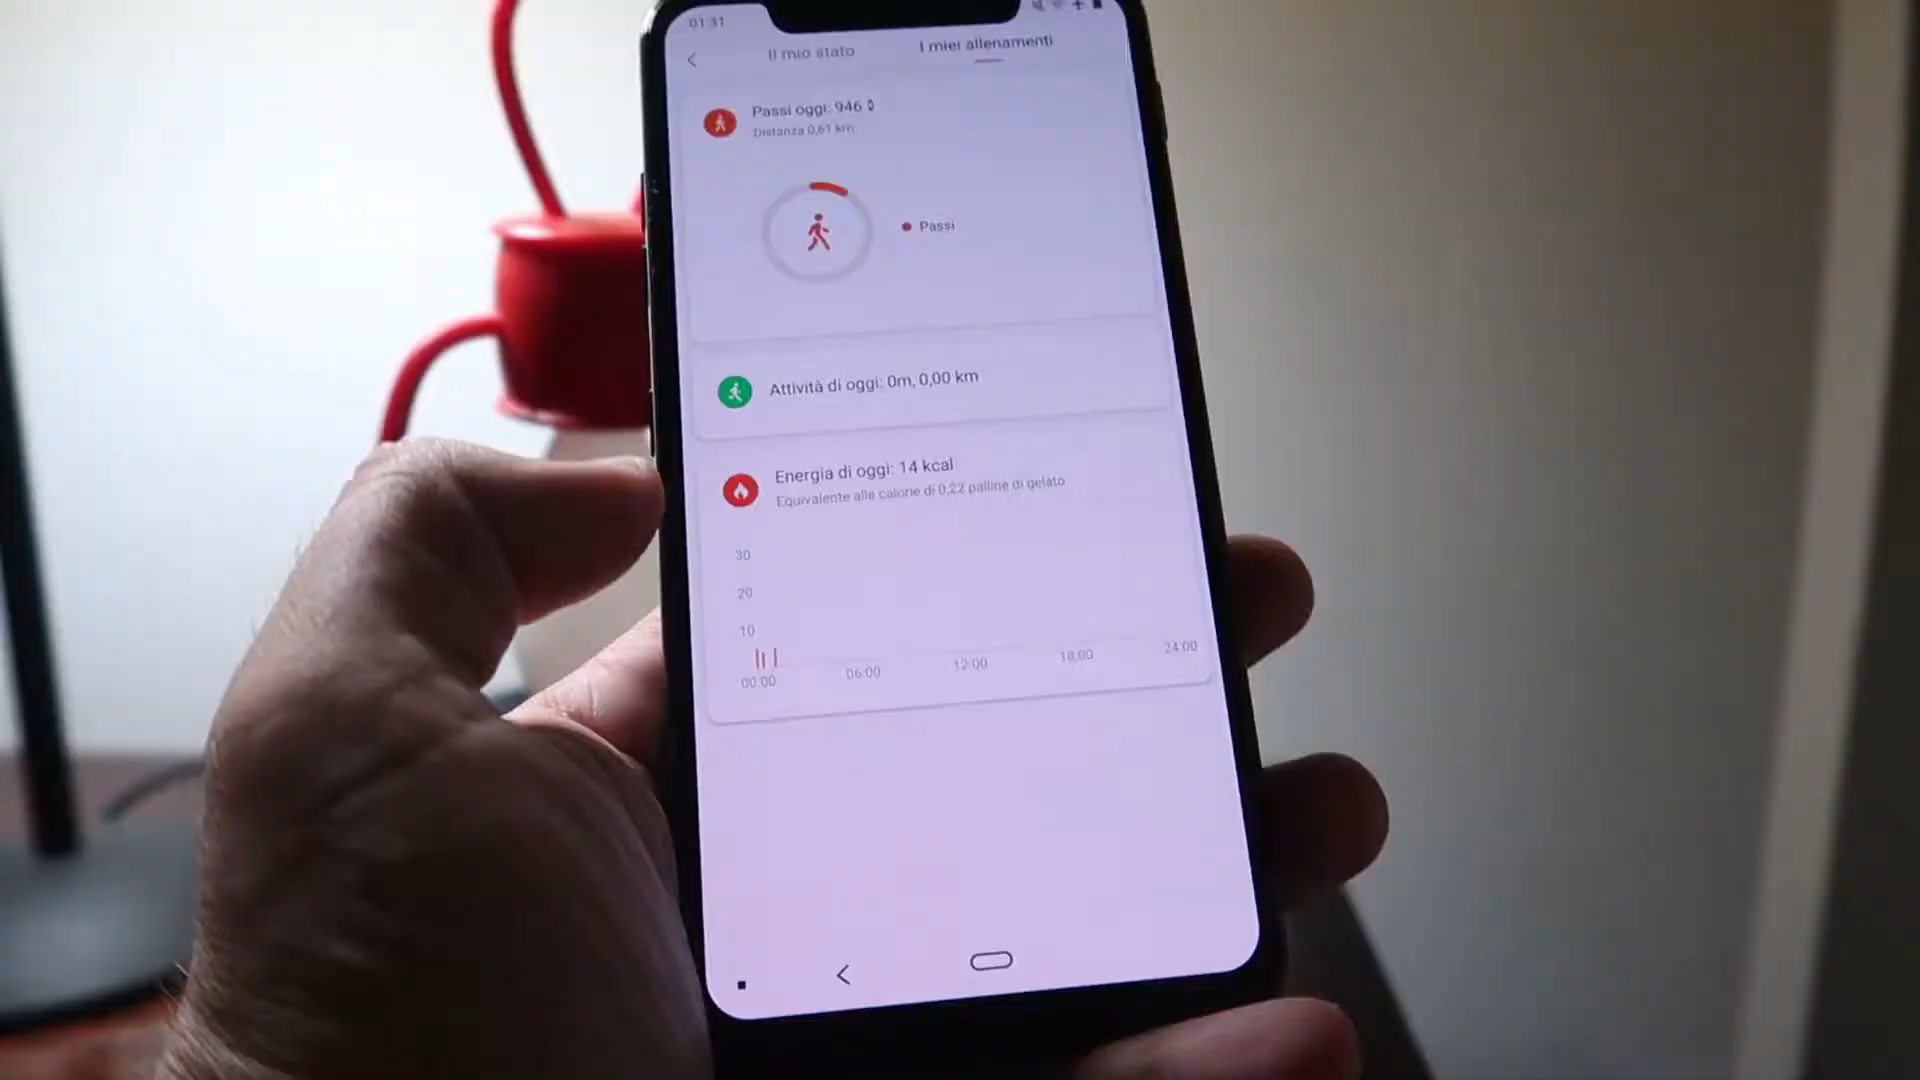 01:31
Il mio stato
I miei allenamenti
Passi oggi: 946
Distanza 0,61 km
Passi
Attività di oggi: 0m, 0,00 km
Energia di oggi: 14 kcal
Equivalente alle calorie di 0,22 palline di gelato
30
20
10
00:00
06:00
12:00
18:00
24:00